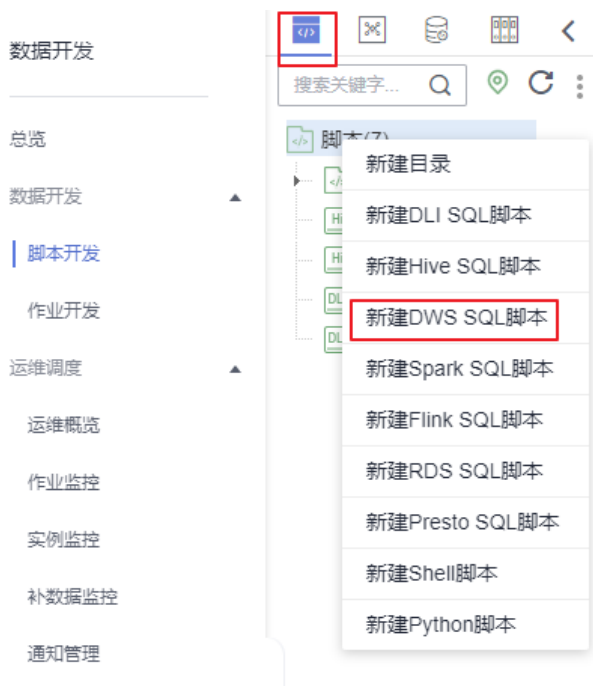 数据开发
总览
数据开发
脚本开发
作业开发
运维调度
运维概览
作业监控
实例监控
补数据监控
通知管理
</>
搜索关键字...
</> 脚本(7)
</
Hi
Hi
DL
DL
新建目录
新建DLI SQL脚本
新建Hive SQL脚本
新建DWS SQL脚本
新建Spark SQL脚本
新建Flink SQL脚本
新建RDS SQL脚本
新建Presto SQL脚本
新建Shell脚本
新建Python脚本